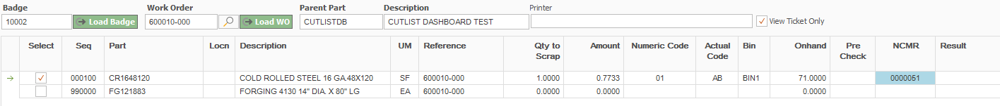 Badge Work Order Parent Part Description Printer
10002 Load Badge 600010-000 Load WO CUTLISTDB CUTLIST DASHBOARD TEST View Ticket Only
Select Seq Part Locn Description UM Reference Qty to Scrap Amount Numeric Code Actual Code Bin Onhand Pre Check NCMR Result
000100 CR1648120 COLD ROLLED STEEL 16 GA.48X120 SF 600010-000 1.0000 0.7733 01 AB BIN1 71.0000 0000051
990000 FG121883 FORGING 4130 14" DIA. X 80" LG EA 600010-000 0.0000 0.0000 0.0000